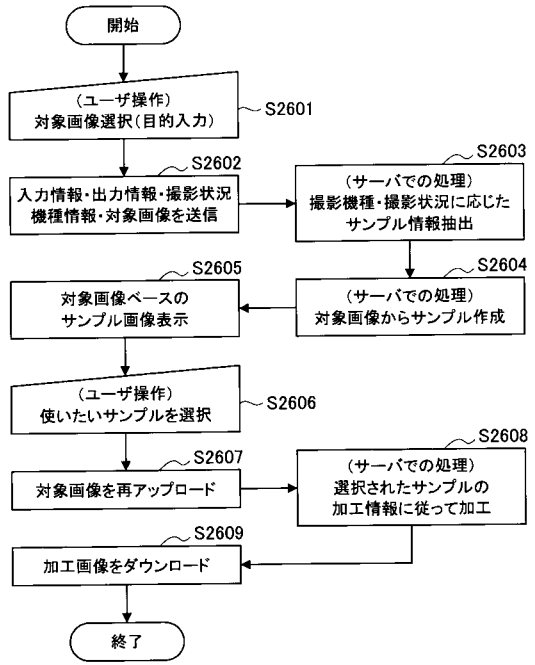 開始
(ユーザ操作)
対象画像選択(目的入力)
S2601
S2602
入力情報・出力情報・撮影状況
機種情報・対象画像を送信
S2603
(サーバでの処理)
撮影機種・撮影状況に応じた
サンプル情報抽出
S2604
(サーバでの処理)
対象画像からサンプル作成
S2605
対象画像ベースの
サンプル画像表示
(ユーザ操作)
使いたいサンプルを選択
S2606
S2607
対象画像を再アップロード
S2608
(サーバでの処理)
選択されたサンプルの
加工情報に従って加工
S2609
加工画像をダウンロード
終了